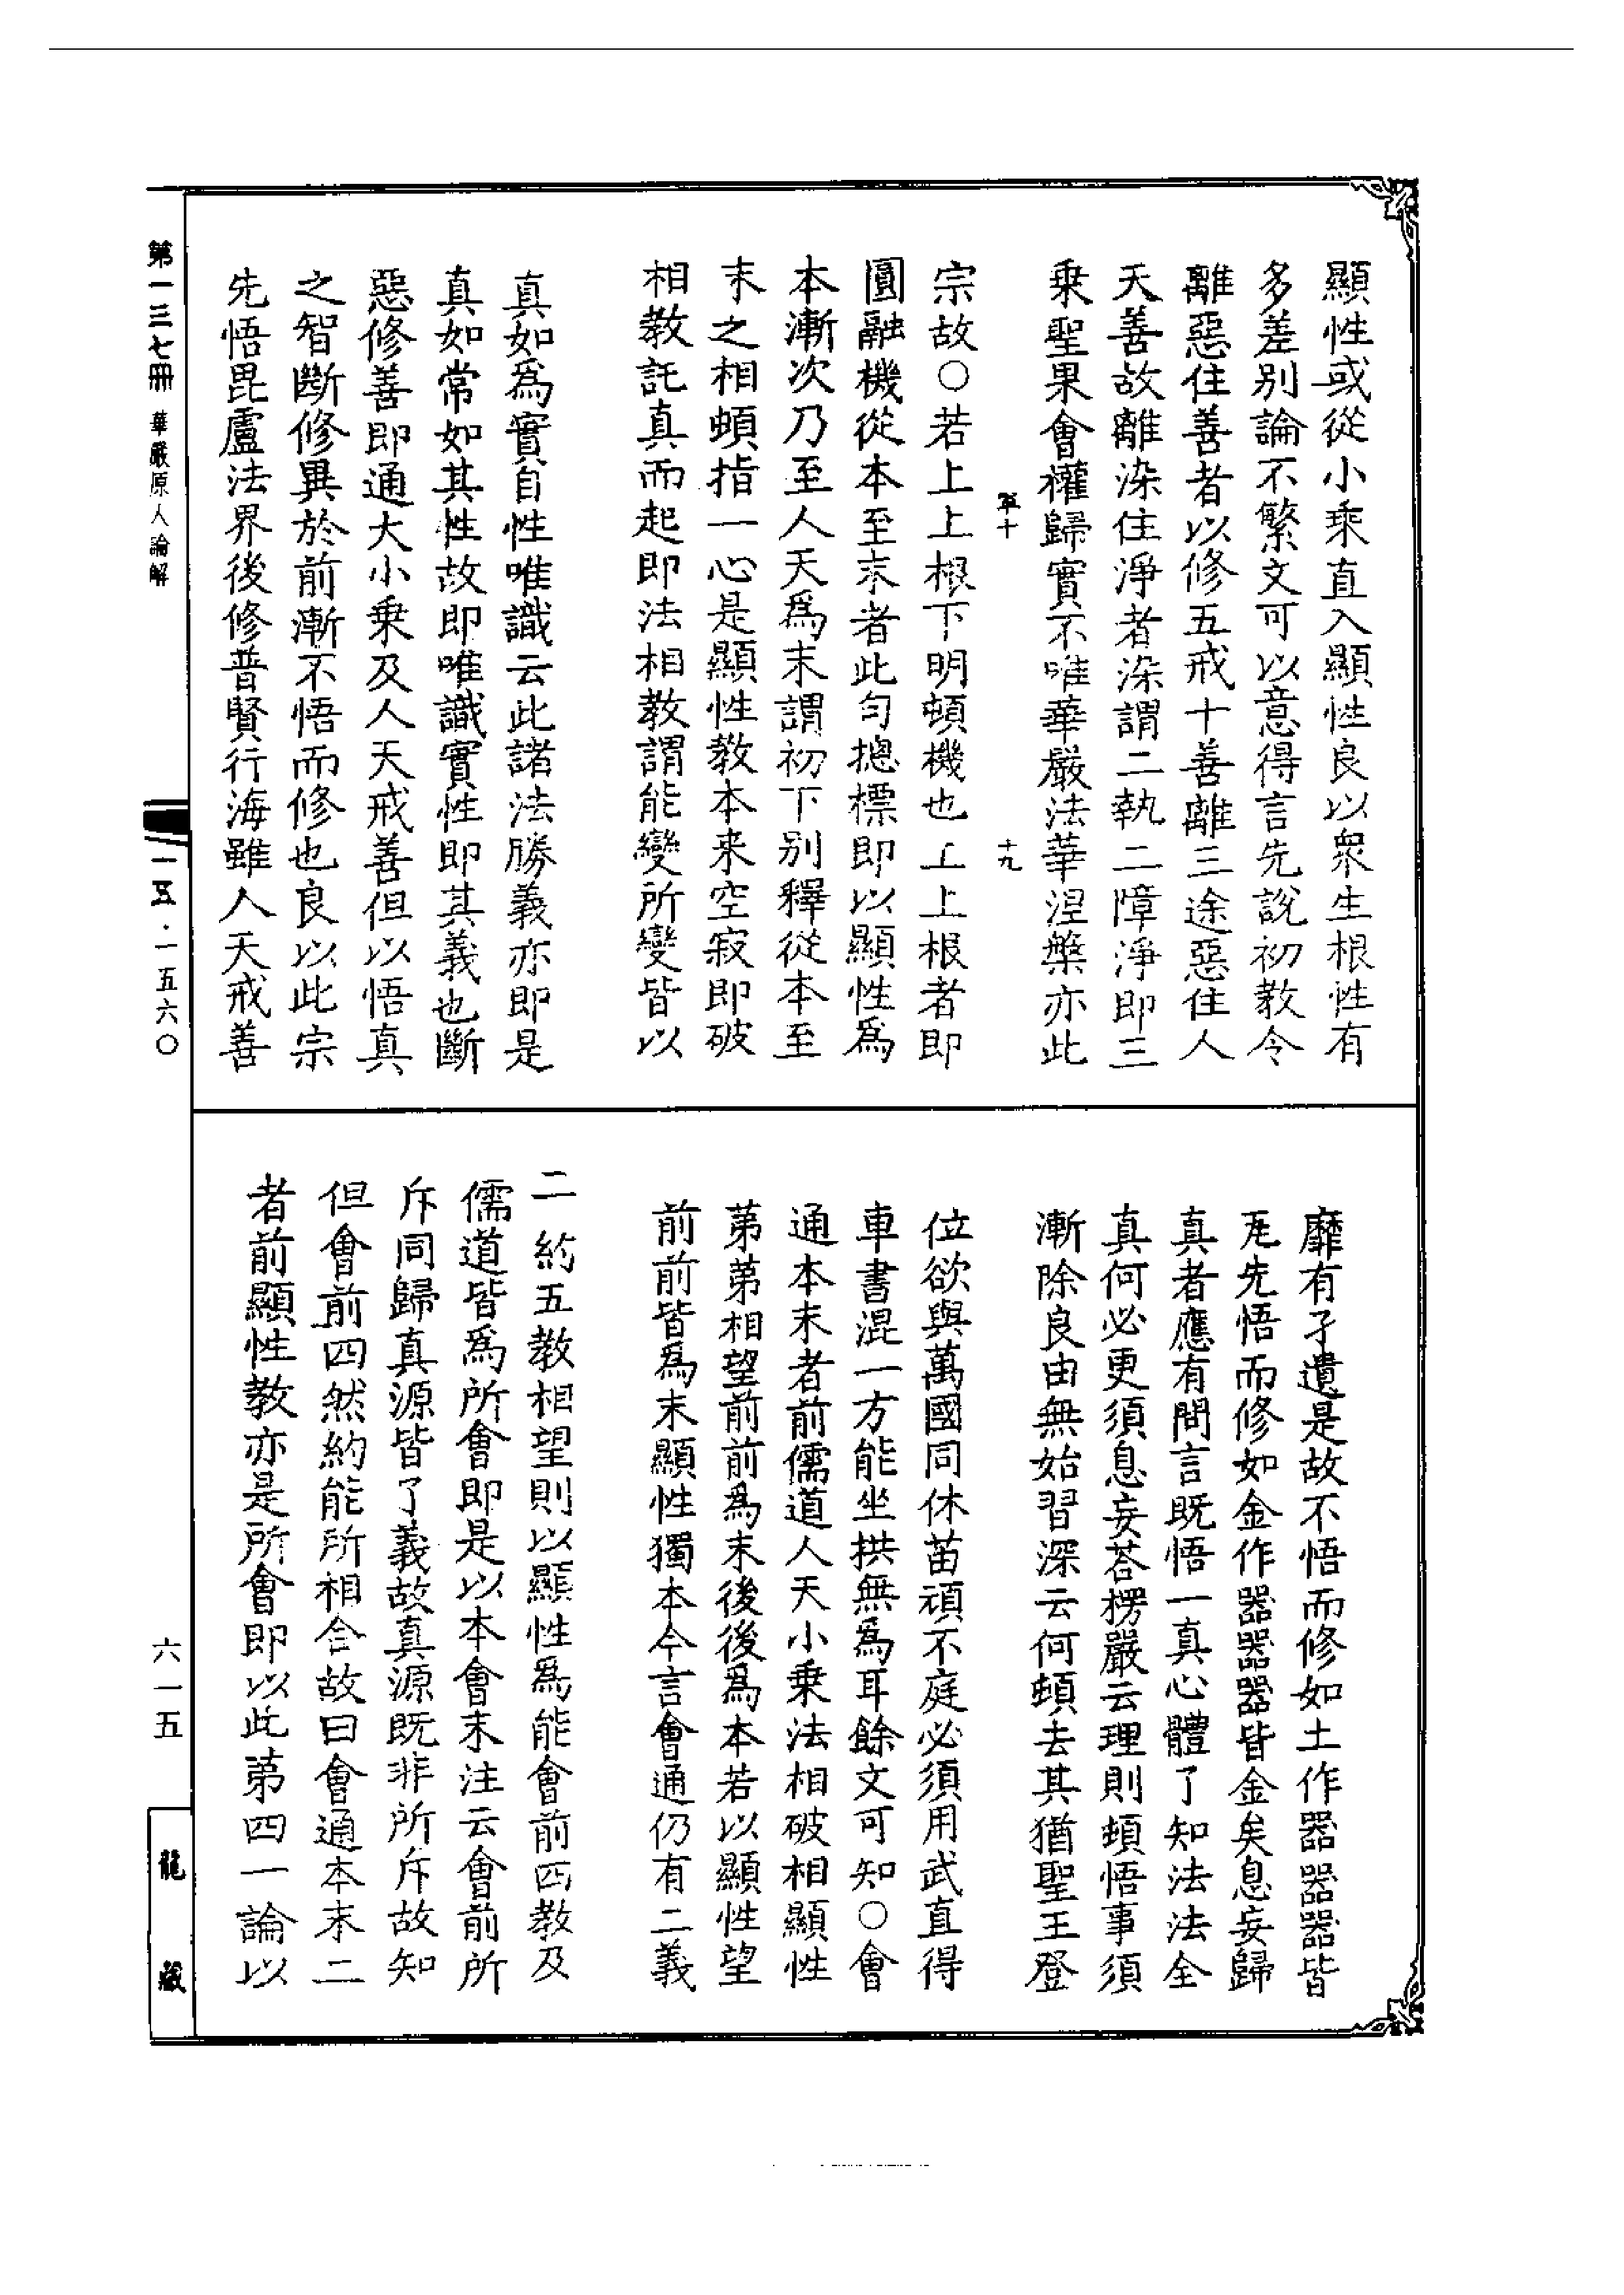 顯性或從小乘直入顯性良以衆生根性有
多差別論不繁文可以意得言先說初教令
離惡住善者以修五戒十善離三途惡住人
天善故離染住淨者染謂二執二障淨即三
乘聖果會權歸實不唯華嚴法華涅槃亦此
草十
十九
宗故○若上上根下明頓機也上上根者即
圓融機從本至末者此句摠標即以顯性爲
本漸次乃至人天爲末謂初下別釋從本至
末之相頓指一心是顯性教本來空寂即破
相教託真而起即法相教謂能變所變皆以
真如爲實自性唯識云此諸法勝義亦即是
真如常如其性故即唯識實性即其義也斷
惡修善即通大小乘及人天戒善但以悟真
之智斷修異於前漸不悟而修也良以此宗
先悟毘盧法界後修普賢行海雖人天戒善
靡有孑遺是故不悟而修如土作器器器皆
瓦先悟而修如金作器器器皆金矣息妄歸
真者應有問言既悟一真心體了知法法全
真何必更須息妄荅楞嚴云理則頓悟事須
漸除良由無始習深云何頓去其猶聖王登
位欲與萬國同休苗頑不庭必須用武直得
車書混一方能坐拱無爲耳餘文可知○會
通本末者前儒道人天小乘法相破相顯性
第第相望前前爲末後後爲本若以顯性望
前前皆爲末顯性獨本今言會通仍有二義
二約五教相望則以顯性爲能會前四教及
儒道皆爲所會即是以本會末注云會前所
斥同歸真源皆了義故真源既非所斥故知
但會前四然約能所相合故曰會通本末二
者前顯性教亦是所會即以此第四一論以
第一三七冊
華嚴原人論解
一五·一五六〇
六一五
龍藏